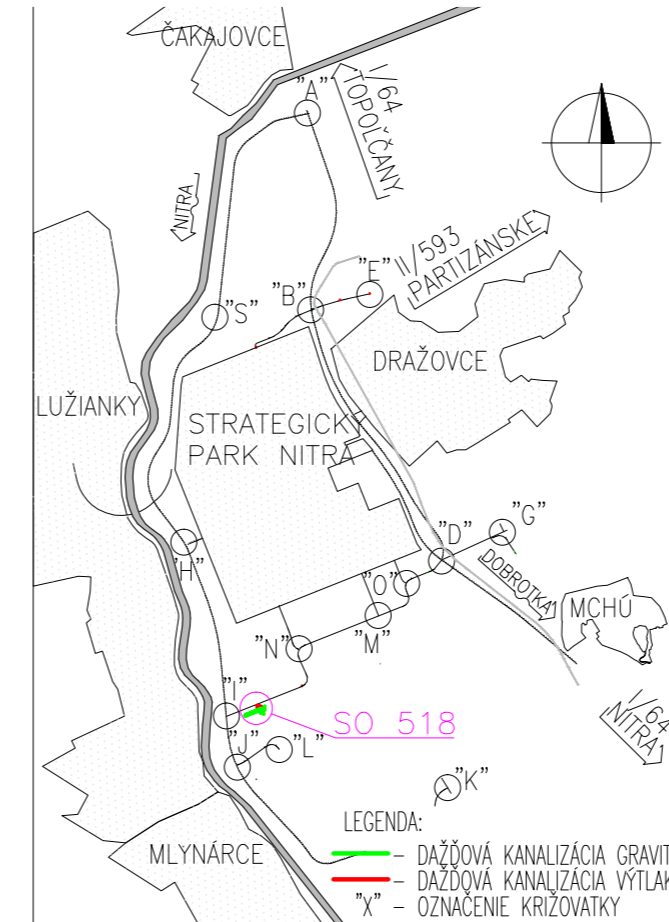 ČAKAJOVCE
"A"
I/64
TOPOĽČANY
NITRA
"E"
II/593
PARTIZÁNSKE
"B"
"S"
DRAŽOVCE
LUŽIANKY
STRATEGICKÝ
PARK NITRA
"G"
"D"
"H"
"O"
DOBROTKA
MCHÚ
"M"
"N"
"I"
SO 518
I/64
NITRA
"J"
"L"
"K"
LEGENDA:
MLYNÁRCE
– DAŽĎOVÁ KANALIZÁCIA GRAVIT
– DAŽĎOVÁ KANALIZÁCIA VÝTLAK
"X" – OZNAČENIE KRIŽOVATKY